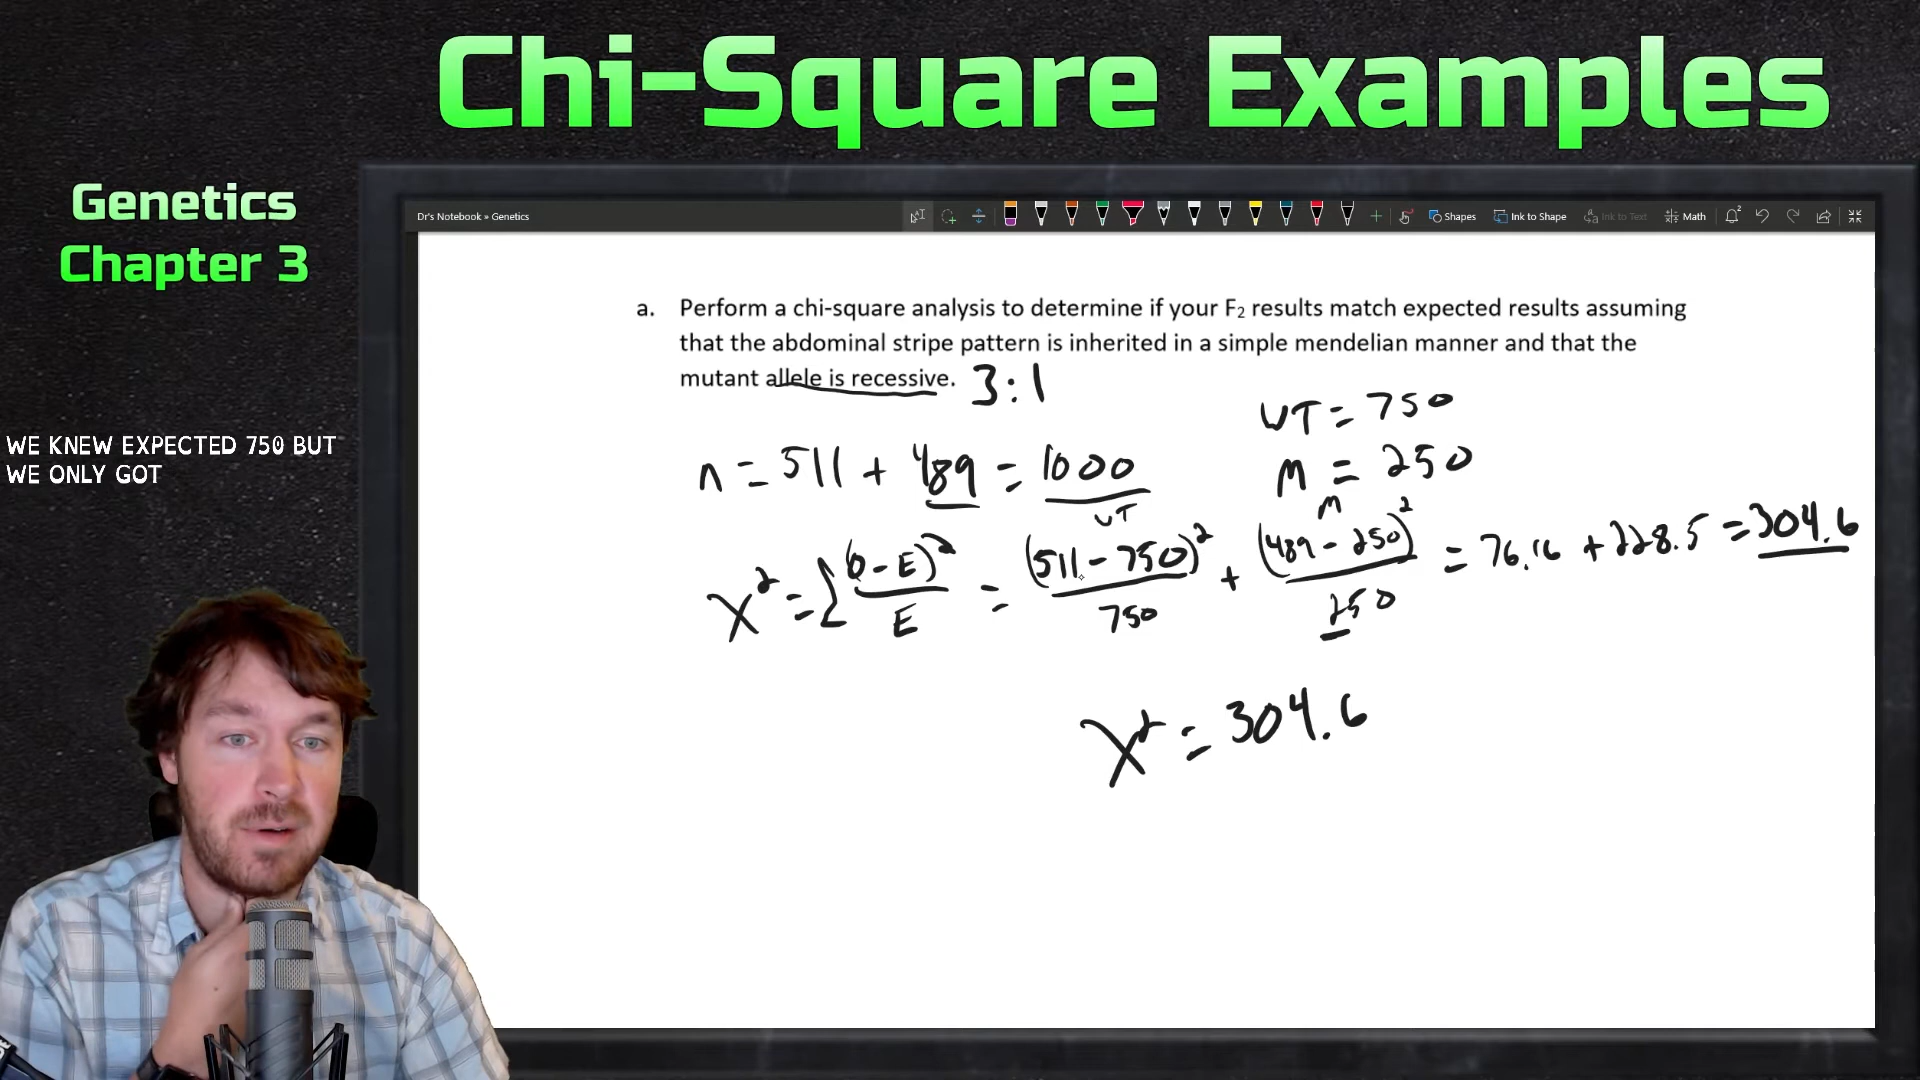 Chi-Square Examples
Genetics
Chapter 3
Dr's Notebook » Genetics
Shapes
Ink to Shape
Ink to Text
Math
a. Perform a chi-square analysis to determine if your F₂ results match expected results assuming
that the abdominal stripe pattern is inherited in a simple mendelian manner and that the
mutant allele is recessive. 3:1
WT = 750
M = 250
WE KNEW EXPECTED 750 BUT
WE ONLY GOT
n = 511 + 489 = 1000
WT
M
X² = Σ (O - E)² / E = (511 - 750)² / 750 + (489 - 250)² / 250 = 76.16 + 228.5 = 304.6
X² = 304.6